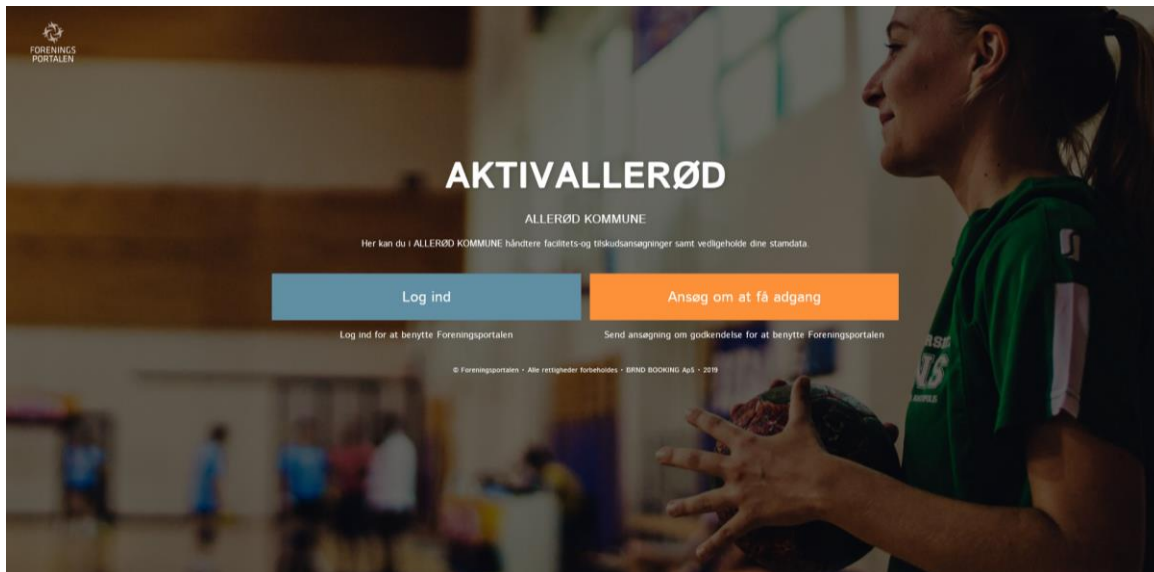 FORENINGS
PORTALEN
AKTIVALLERØD
ALLERØD KOMMUNE
Her kan du i ALLERØD KOMMUNE håndtere facilitets-og tilskudsansøgninger samt vedligeholde dine stamdata.
Log ind
Ansøg om at få adgang
Log ind for at benytte Foreningsportalen
Send ansøgning om godkendelse for at benytte Foreningsportalen
© Foreningsportalen • Alle rettigheder forbeholdes • BRND BOOKING ApS • 2019